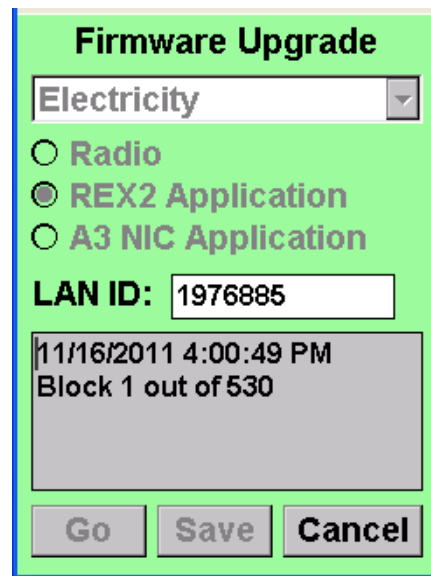 Firmware Upgrade
Electricity
Radio
REX2 Application
A3 NIC Application
LAN ID: 1976885
11/16/2011 4:00:49 PM
Block 1 out of 530
Go Save Cancel